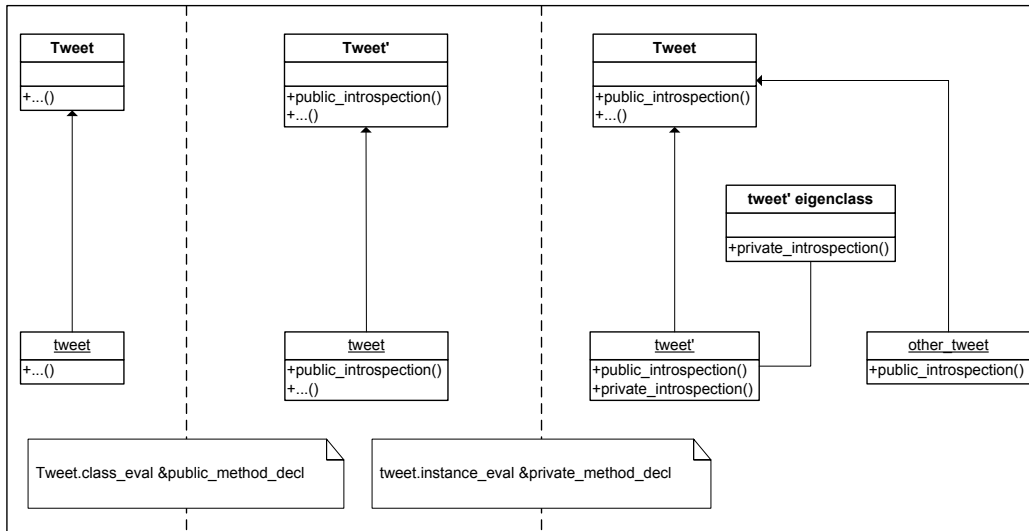 Tweet
+...()
tweet
+...()
Tweet'
+public_introspection()
+...()
tweet
+public_introspection()
+...()
Tweet
+public_introspection()
+...()
tweet' eigenclass
+private_introspection()
tweet'
+public_introspection()
+private_introspection()
other_tweet
+public_introspection()
Tweet.class_eval &public_method_decl
tweet.instance_eval &private_method_decl